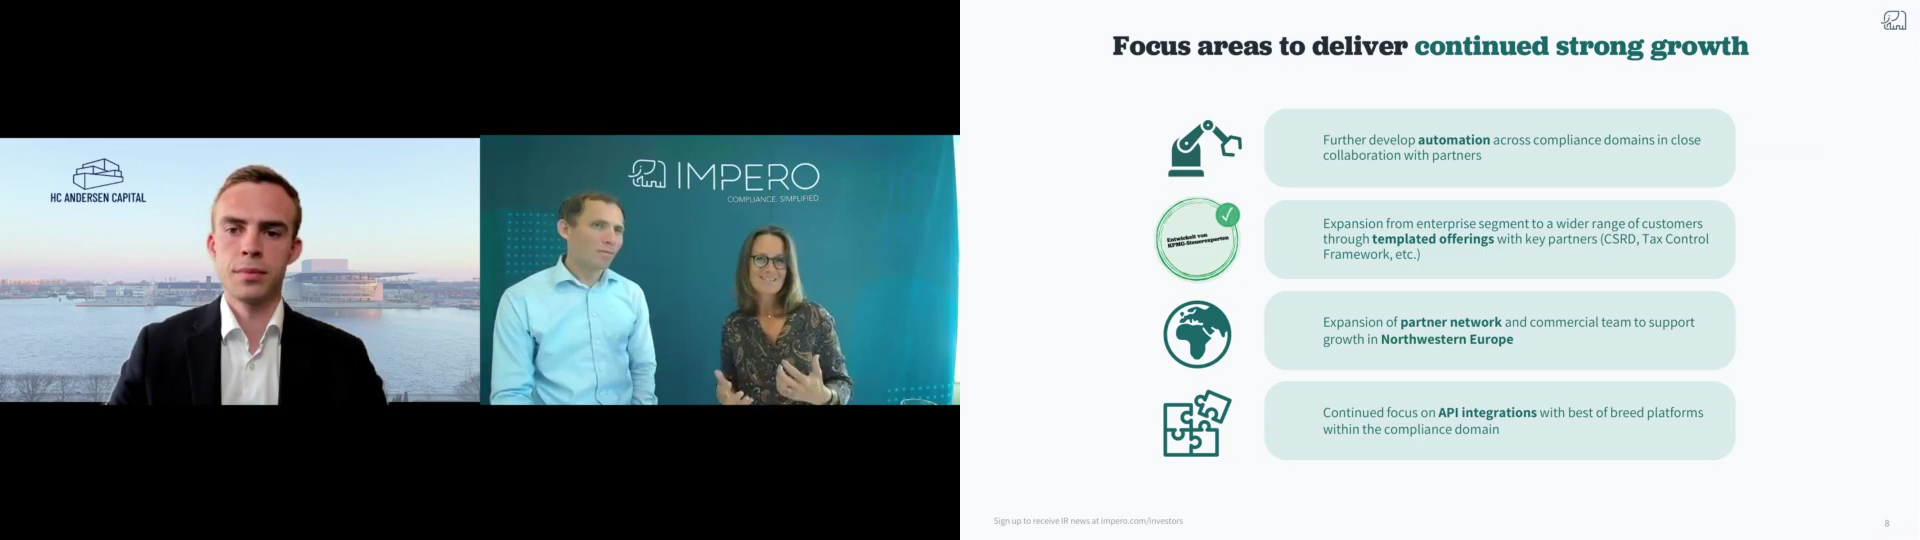 HC ANDERSEN CAPITAL
IMPERO
COMPLIANCE. SIMPLIFIED
Focus areas to deliver continued strong growth
Further develop automation across compliance domains in close
collaboration with partners
Entwickelt von
KPMG-Steuerexperten
Expansion from enterprise segment to a wider range of customers
through templated offerings with key partners (CSRD, Tax Control
Framework, etc.)
Expansion of partner network and commercial team to support
growth in Northwestern Europe
Continued focus on API integrations with best of breed platforms
within the compliance domain
Sign up to receive IR news at impero.com/investors
8